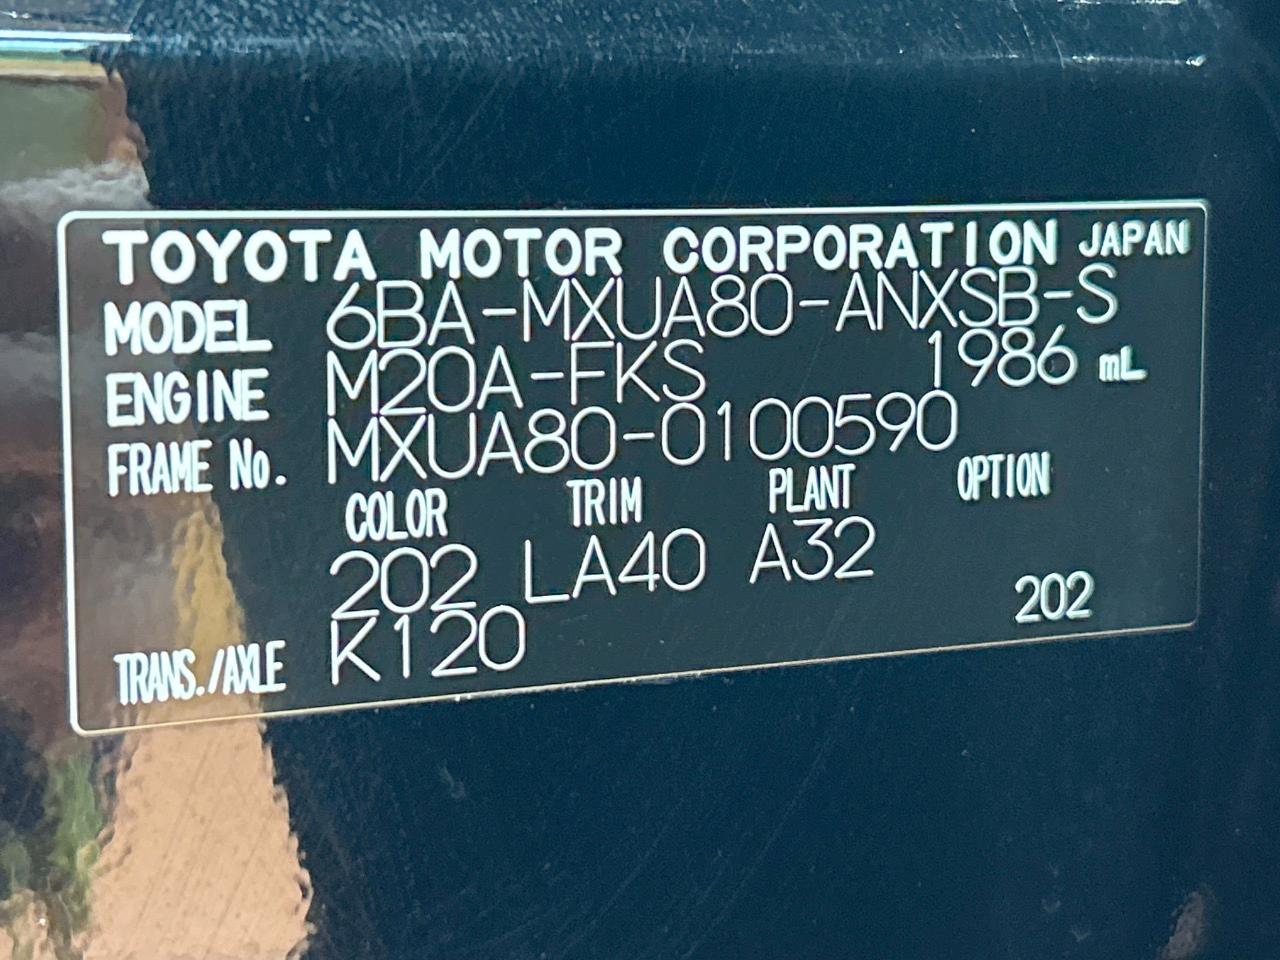 TOYOTA MOTOR CORPORATION JAPAN
MODEL 6BA-MXUA80-ANXSB-S
ENGINE M20A-FKS 1986 mL
FRAME No. MXUA80-0100590
COLOR TRIM PLANT OPTION
202 LA40 A32
TRANS./AXLE K120 202